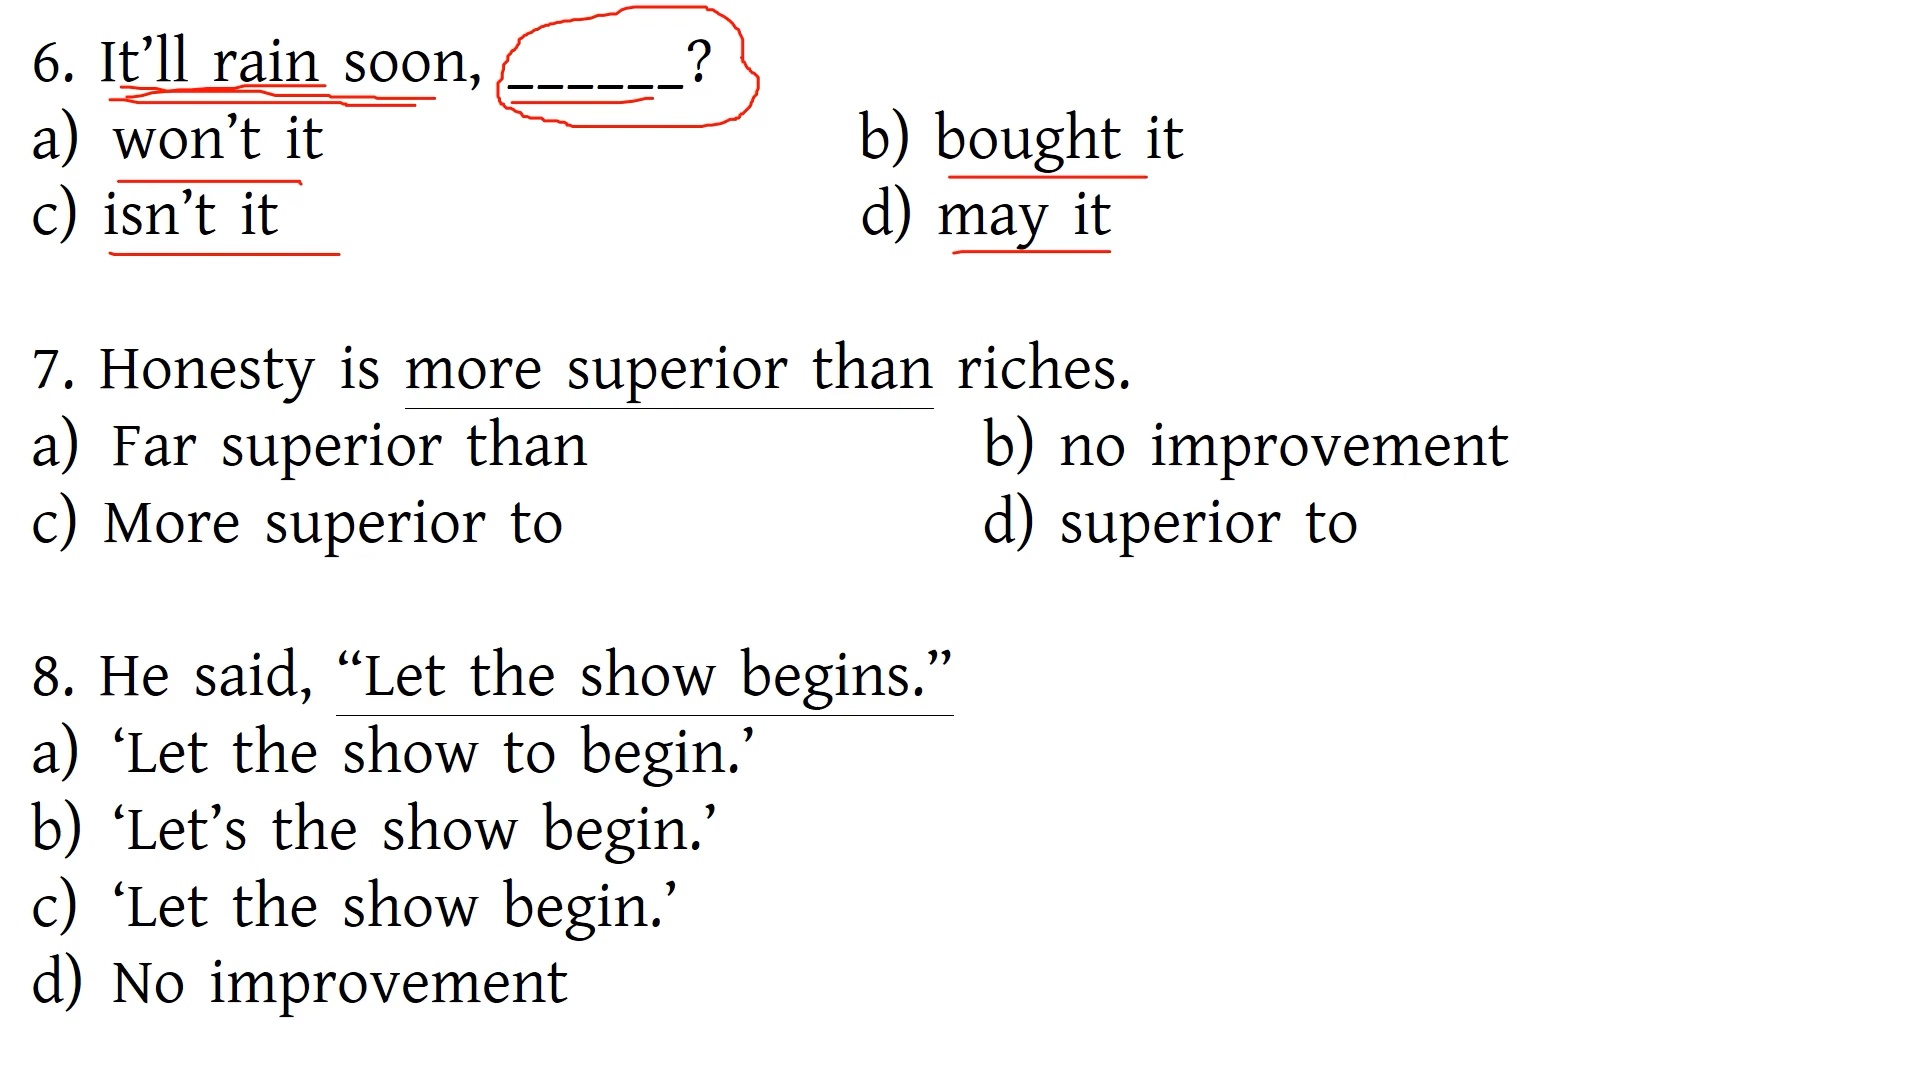 6. It’ll rain soon, ______?
a) won’t it b) bought it
c) isn’t it d) may it
7. Honesty is more superior than riches.
a) Far superior than b) no improvement
c) More superior to d) superior to
8. He said, “Let the show begins.”
a) ‘Let the show to begin.’
b) ‘Let’s the show begin.’
c) ‘Let the show begin.’
d) No improvement